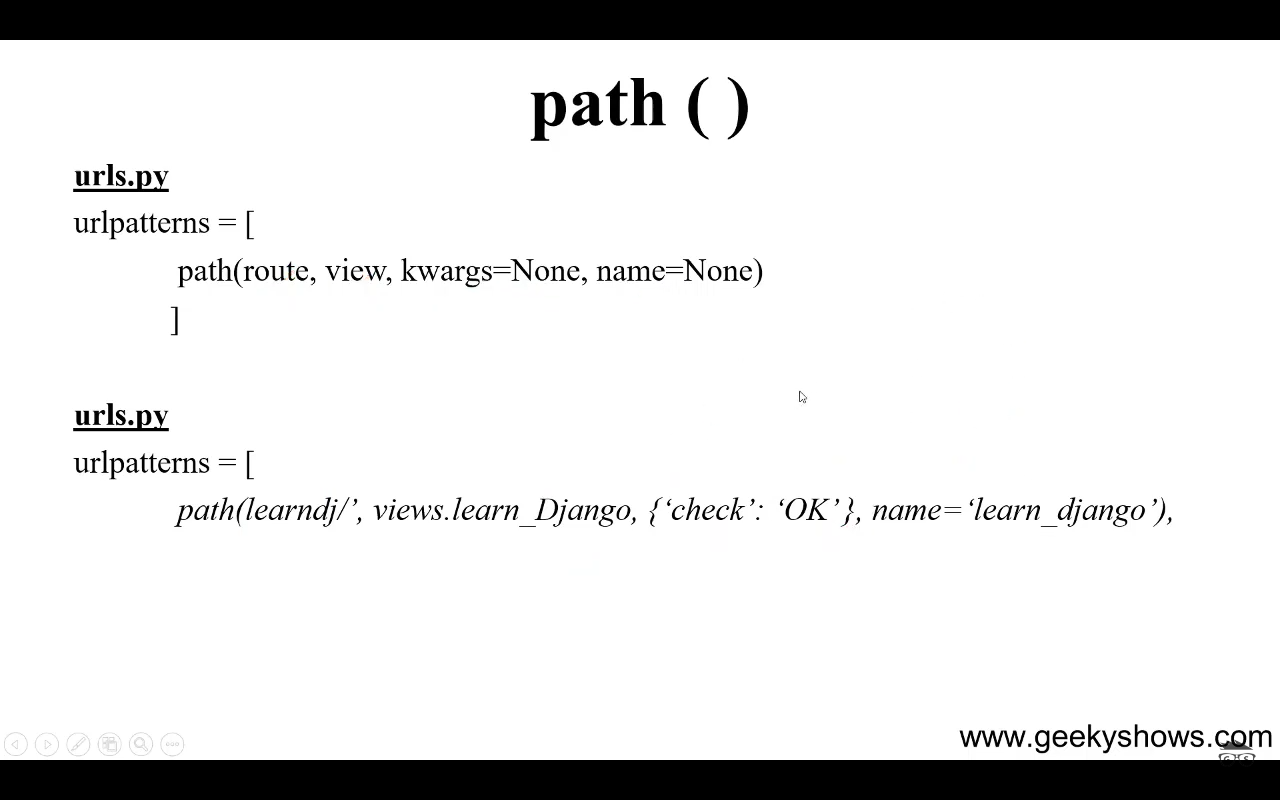 path ( )
urls.py
urlpatterns = [
path(route, view, kwargs=None, name=None)
]
urls.py
urlpatterns = [
path(learndj/’, views.learn_Django, {‘check’: ‘OK’}, name=‘learn_django’),
www.geekyshows.com